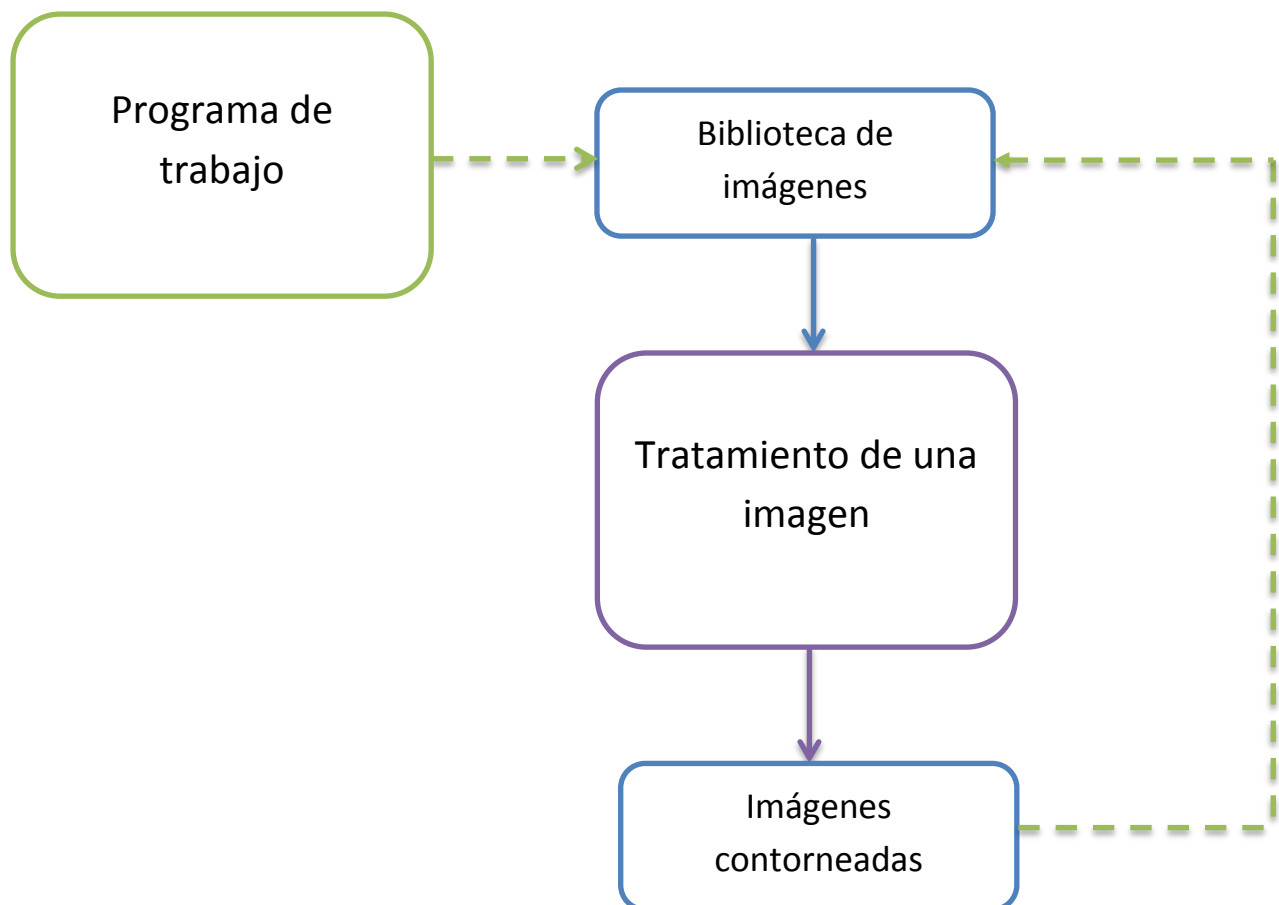 Programa de
trabajo
Biblioteca de
imágenes
Tratamiento de una
imagen
Imágenes
contorneadas